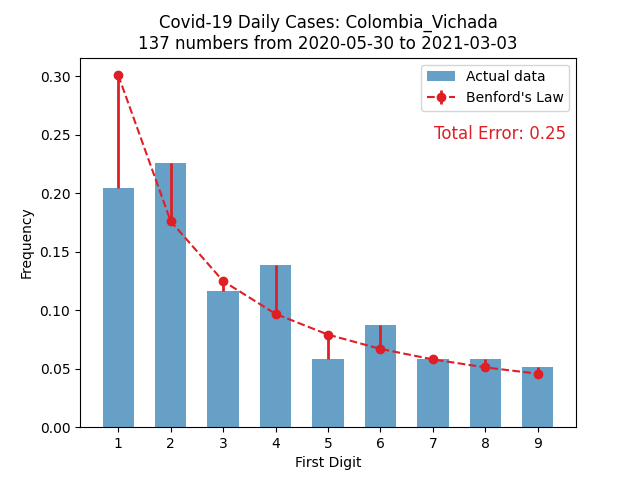 Covid-19 Daily Cases: Colombia_Vichada
137 numbers from 2020-05-30 to 2021-03-03
Actual data
Benford's Law
Total Error: 0.25
Frequency
0.30
0.25
0.20
0.15
0.10
0.05
0.00
1 2 3 4 5 6 7 8 9
First Digit